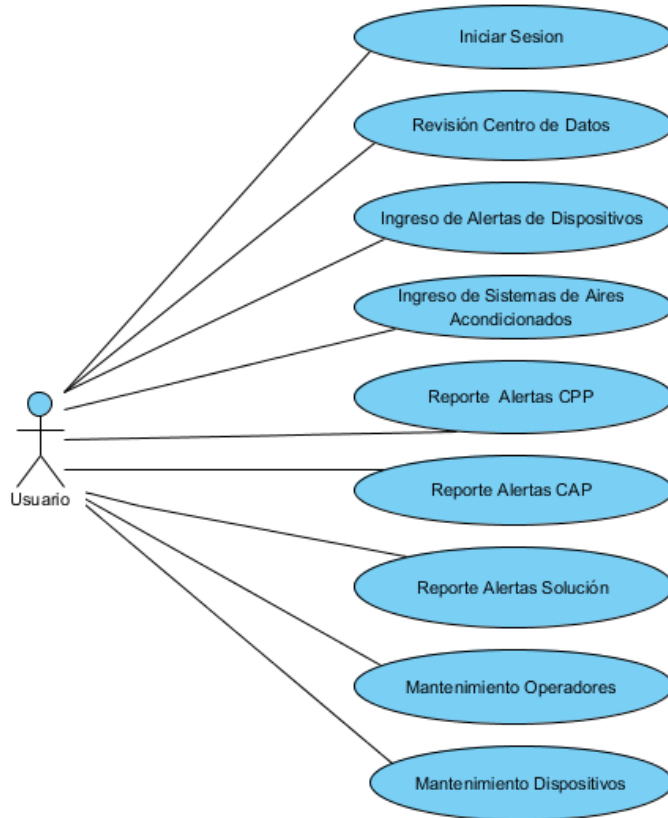 Iniciar Sesion
Revisión Centro de Datos
Ingreso de Alertas de Dispositivos
Ingreso de Sistemas de Aires
Acondicionados
Reporte Alertas CPP
Reporte Alertas CAP
Usuario
Reporte Alertas Solución
Mantenimiento Operadores
Mantenimiento Dispositivos